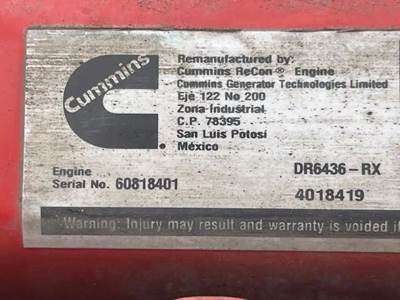 Cummins
Remanufactured by:
Cummins ReCon® Engine
Cummins Generator Technologies Limited
Eje 122 No 200
Zona Industrial
C.P. 78395
San Luis Potosí
México
Engine DR6436-RX
Serial No. 60818401 4018419
Warning: Injury may result and warranty is voided if